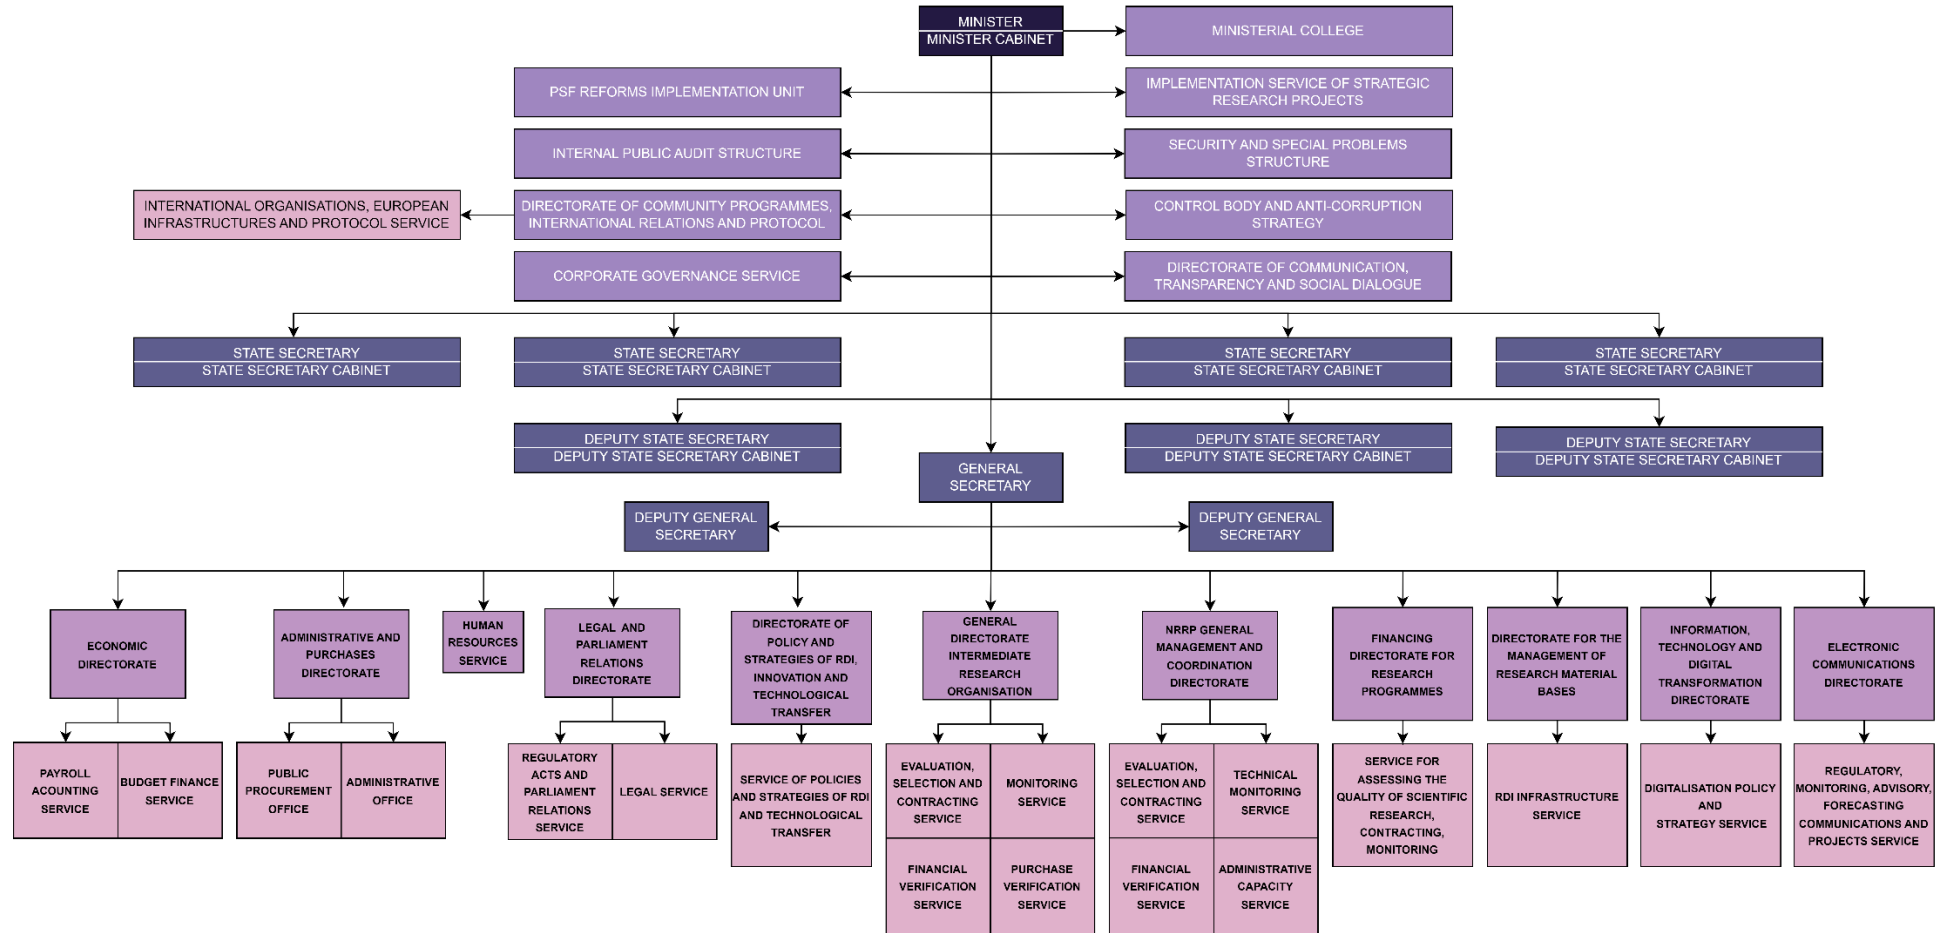 MINISTER
MINISTER CABINET
MINISTERIAL COLLEGE
PSF REFORMS IMPLEMENTATION UNIT
IMPLEMENTATION SERVICE OF STRATEGIC
RESEARCH PROJECTS
INTERNAL PUBLIC AUDIT STRUCTURE
SECURITY AND SPECIAL PROBLEMS
STRUCTURE
INTERNATIONAL ORGANISATIONS, EUROPEAN
INFRASTRUCTURES AND PROTOCOL SERVICE
DIRECTORATE OF COMMUNITY PROGRAMMES,
INTERNATIONAL RELATIONS AND PROTOCOL
CONTROL BODY AND ANTI-CORRUPTION
STRATEGY
CORPORATE GOVERNANCE SERVICE
DIRECTORATE OF COMMUNICATION,
TRANSPARENCY AND SOCIAL DIALOGUE
STATE SECRETARY
STATE SECRETARY CABINET
STATE SECRETARY
STATE SECRETARY CABINET
STATE SECRETARY
STATE SECRETARY CABINET
STATE SECRETARY
STATE SECRETARY CABINET
DEPUTY STATE SECRETARY
DEPUTY STATE SECRETARY CABINET
DEPUTY STATE SECRETARY
DEPUTY STATE SECRETARY CABINET
DEPUTY STATE SECRETARY
DEPUTY STATE SECRETARY CABINET
GENERAL
SECRETARY
DEPUTY GENERAL
SECRETARY
DEPUTY GENERAL
SECRETARY
ECONOMIC
DIRECTORATE
ADMINISTRATIVE AND
PURCHASES
DIRECTORATE
HUMAN
RESOURCES
SERVICE
LEGAL AND
PARLIAMENT
RELATIONS
DIRECTORATE
DIRECTORATE OF
POLICY AND
STRATEGIES OF RDI,
INNOVATION AND
TECHNOLOGICAL
TRANSFER
GENERAL
DIRECTORATE
INTERMEDIATE
RESEARCH
ORGANISATION
NRRP GENERAL
MANAGEMENT AND
COORDINATION
DIRECTORATE
FINANCING
DIRECTORATE FOR
RESEARCH
PROGRAMMES
DIRECTORATE FOR THE
MANAGEMENT OF
RESEARCH MATERIAL
BASES
INFORMATION,
TECHNOLOGY AND
DIGITAL
TRANSFORMATION
DIRECTORATE
ELECTRONIC
COMMUNICATIONS
DIRECTORATE
PAYROLL
ACOUNTING
SERVICE
BUDGET FINANCE
SERVICE
PUBLIC
PROCUREMENT
OFFICE
ADMINISTRATIVE
OFFICE
REGULATORY
ACTS AND
PARLIAMENT
RELATIONS
SERVICE
LEGAL SERVICE
SERVICE OF POLICIES
AND STRATEGIES OF RDI
AND TECHNOLOGICAL
TRANSFER
EVALUATION,
SELECTION AND
CONTRACTING
SERVICE
MONITORING
SERVICE
FINANCIAL
VERIFICATION
SERVICE
PURCHASE
VERIFICATION
SERVICE
EVALUATION,
SELECTION AND
CONTRACTING
SERVICE
TECHNICAL
MONITORING
SERVICE
FINANCIAL
VERIFICATION
SERVICE
ADMINISTRATIVE
CAPACITY
SERVICE
SERVICE FOR
ASSESSING THE
QUALITY OF SCIENTIFIC
RESEARCH,
CONTRACTING,
MONITORING
RDI INFRASTRUCTURE
SERVICE
DIGITALISATION POLICY
AND
STRATEGY SERVICE
REGULATORY,
MONITORING, ADVISORY,
FORECASTING
COMMUNICATIONS AND
PROJECTS SERVICE